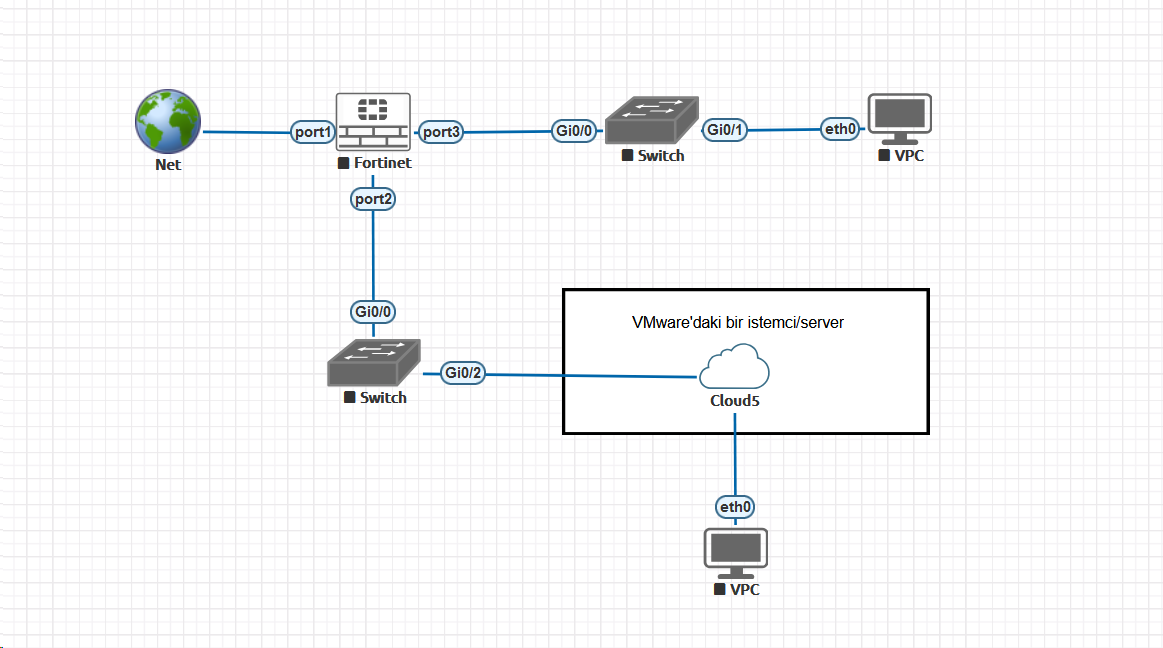 port1
port3
Gi0/0
Gi0/1
eth0
Net
Fortinet
Switch
VPC
port2
Gi0/0
VMware'daki bir istemci/server
Gi0/2
Switch
Cloud5
eth0
VPC